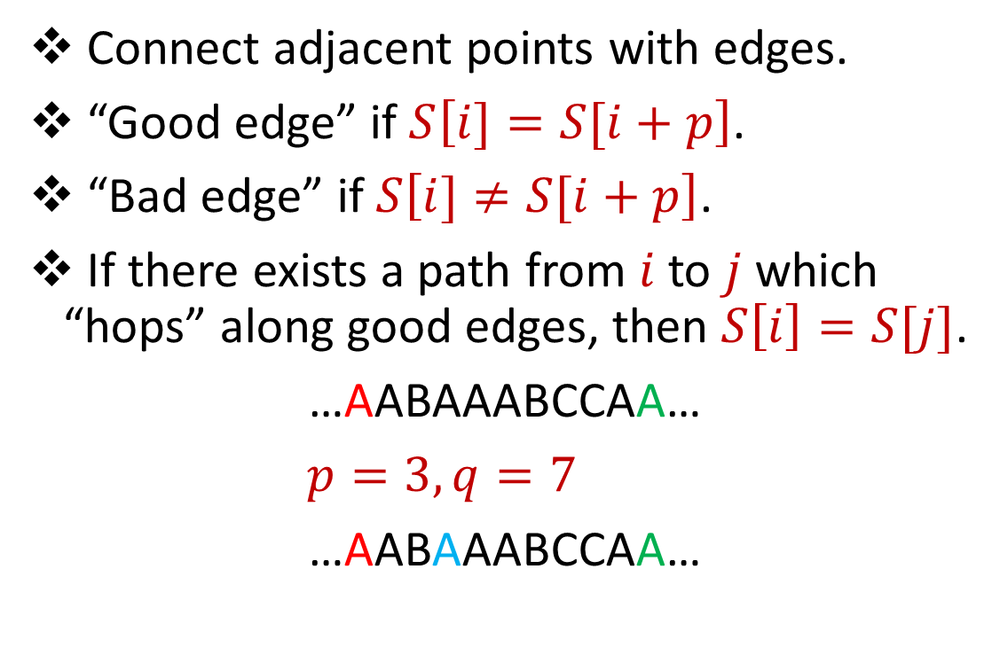 ❖ Connect adjacent points with edges.
❖ “Good edge” if S[i] = S[i + p].
❖ “Bad edge” if S[i] ≠ S[i + p].
❖ If there exists a path from i to j which
“hops” along good edges, then S[i] = S[j].
…AABAAABCCAA…
p = 3, q = 7
…AABAAABCCAA…